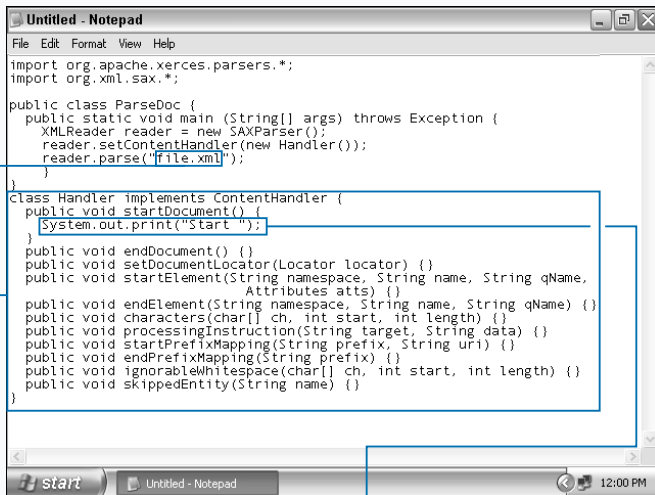 Untitled - Notepad
File Edit Format View Help
import org.apache.xerces.parsers.*;
import org.xml.sax.*;
public class ParseDoc {
public static void main (String[] args) throws Exception {
XMLReader reader = new SAXParser();
reader.setContentHandler(new Handler());
reader.parse("file.xml");
}
}
class Handler implements ContentHandler {
public void startDocument() {
System.out.print("Start ");
}
public void endDocument() {}
public void setDocumentLocator(Locator locator) {}
public void startElement(String namespace, String name, String qName,
Attributes atts) {}
public void endElement(String namespace, String name, String qName) {}
public void characters(char[] ch, int start, int length) {}
public void processingInstruction(String target, String data) {}
public void startPrefixMapping(String prefix, String uri) {}
public void endPrefixMapping(String prefix) {}
public void ignorableWhitespace(char[] ch, int start, int length) {}
public void skippedEntity(String name) {}
}
start Untitled - Notepad 12:00 PM